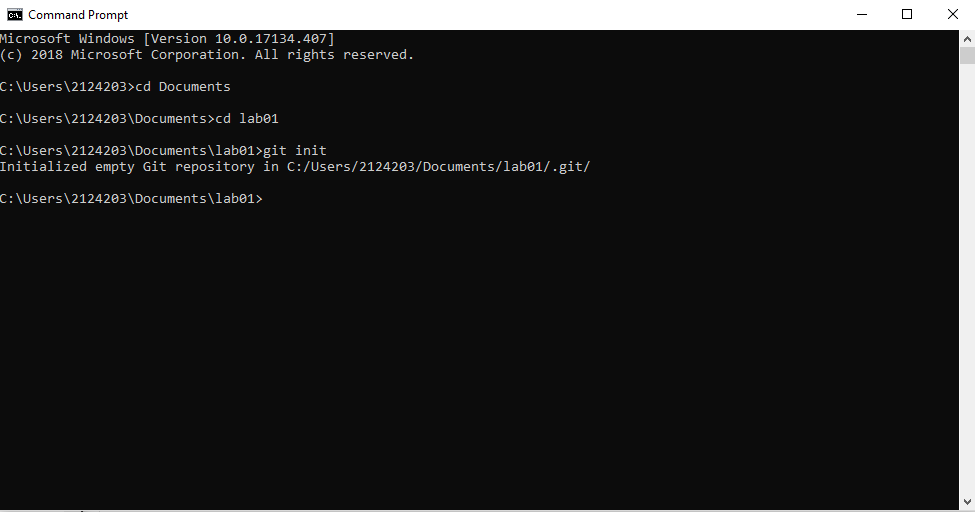 Command Prompt
Microsoft Windows [Version 10.0.17134.407]
(c) 2018 Microsoft Corporation. All rights reserved.
C:\Users\2124203>cd Documents
C:\Users\2124203\Documents>cd lab01
C:\Users\2124203\Documents\lab01>git init
Initialized empty Git repository in C:/Users/2124203/Documents/lab01/.git/
C:\Users\2124203\Documents\lab01>